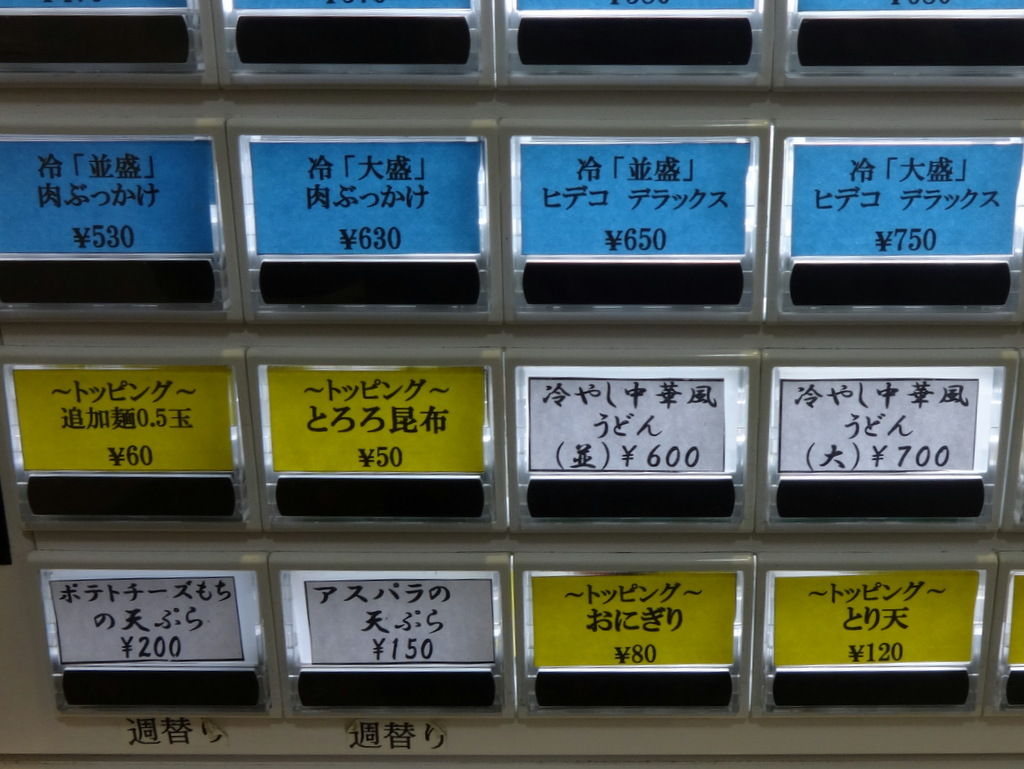 冷「並盛」
肉ぶっかけ
¥530
冷「大盛」
肉ぶっかけ
¥630
冷「並盛」
ヒデコ デラックス
¥650
冷「大盛」
ヒデコ デラックス
¥750
~トッピング~
追加麺0.5玉
¥60
~トッピング~
とろろ昆布
¥50
冷やし中華風
うどん
(並)¥600
冷やし中華風
うどん
(大)¥700
ポテトチーズもち
の天ぷら
¥200
アスパラの
天ぷら
¥150
~トッピング~
おにぎり
¥80
~トッピング~
とり天
¥120
週替り
週替り